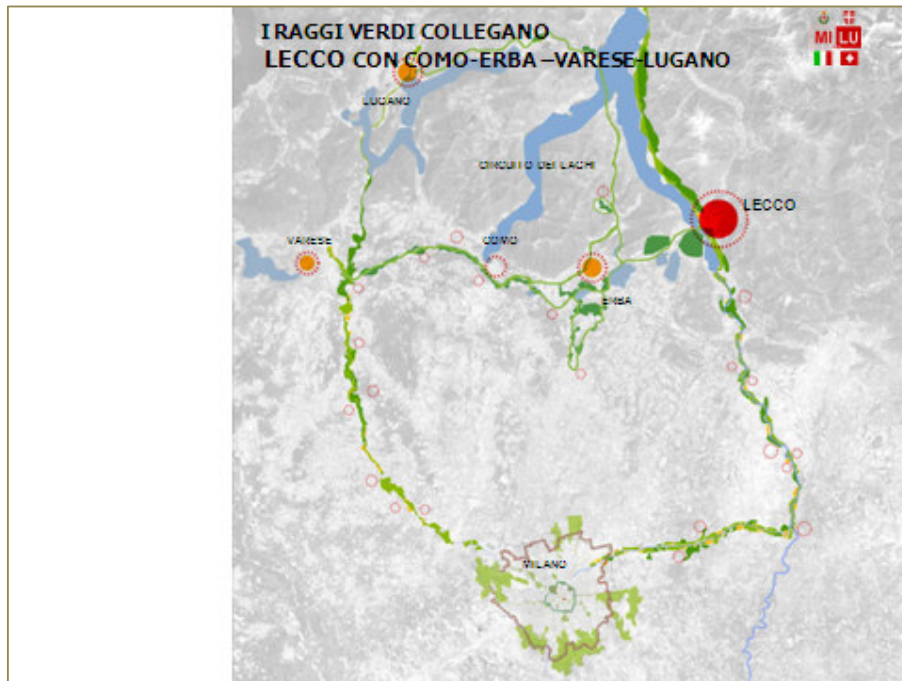 I RAGGI VERDI COLLEGANO
LECCO CON COMO-ERBA –VARESE-LUGANO
MI LU
LUGANO
CIRCUITO DEI LAGHI
LECCO
VARESE
COMO
ERBA
MILANO